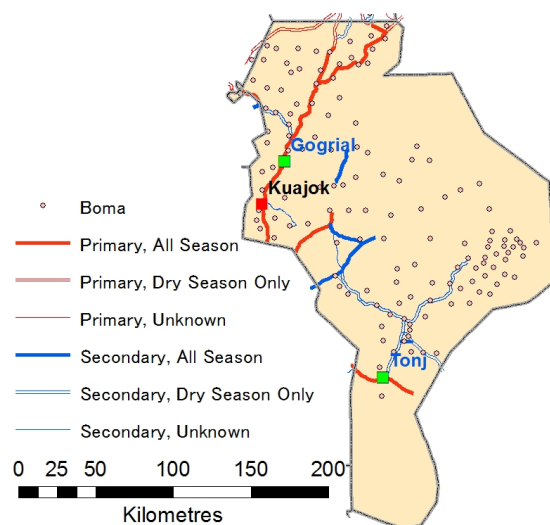 Gogrial
Kuajok
Tonj
Boma
Primary, All Season
Primary, Dry Season Only
Primary, Unknown
Secondary, All Season
Secondary, Dry Season Only
Secondary, Unknown
0 25 50 100 150 200
Kilometres